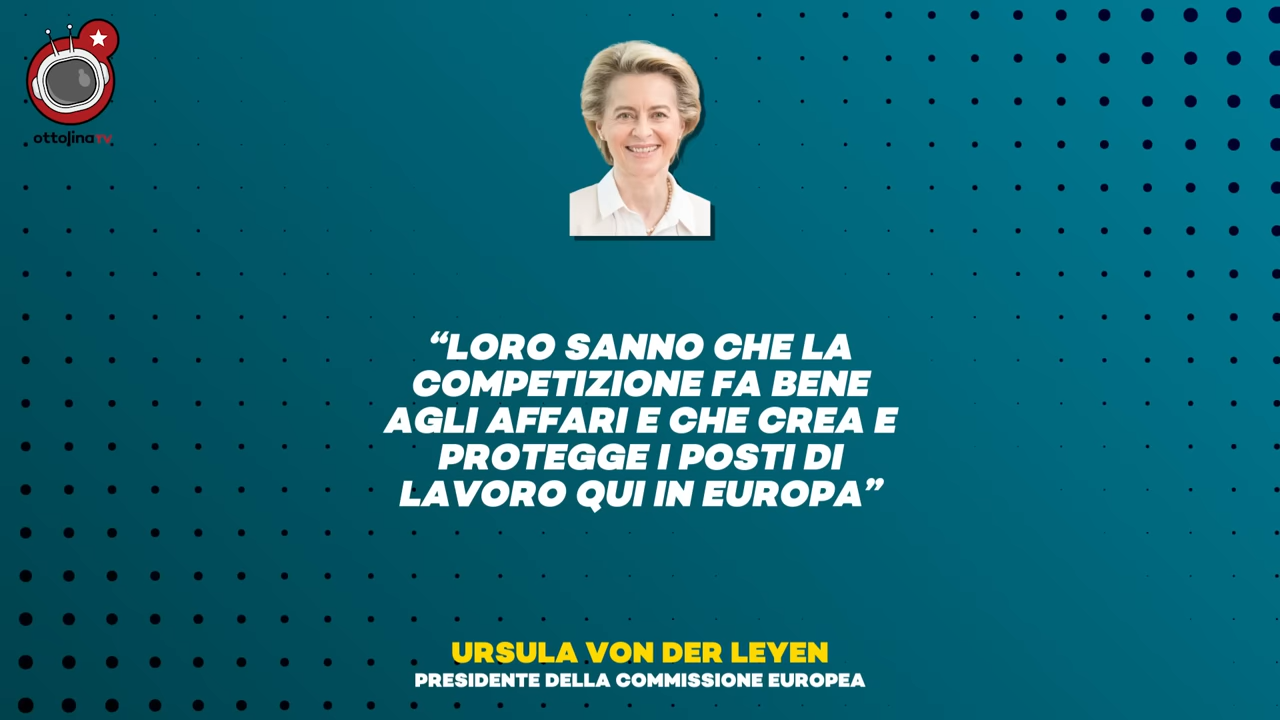 ottolina TV
“LORO SANNO CHE LA
COMPETIZIONE FA BENE
AGLI AFFARI E CHE CREA E
PROTEGGE I POSTI DI
LAVORO QUI IN EUROPA”
URSULA VON DER LEYEN
PRESIDENTE DELLA COMMISSIONE EUROPEA